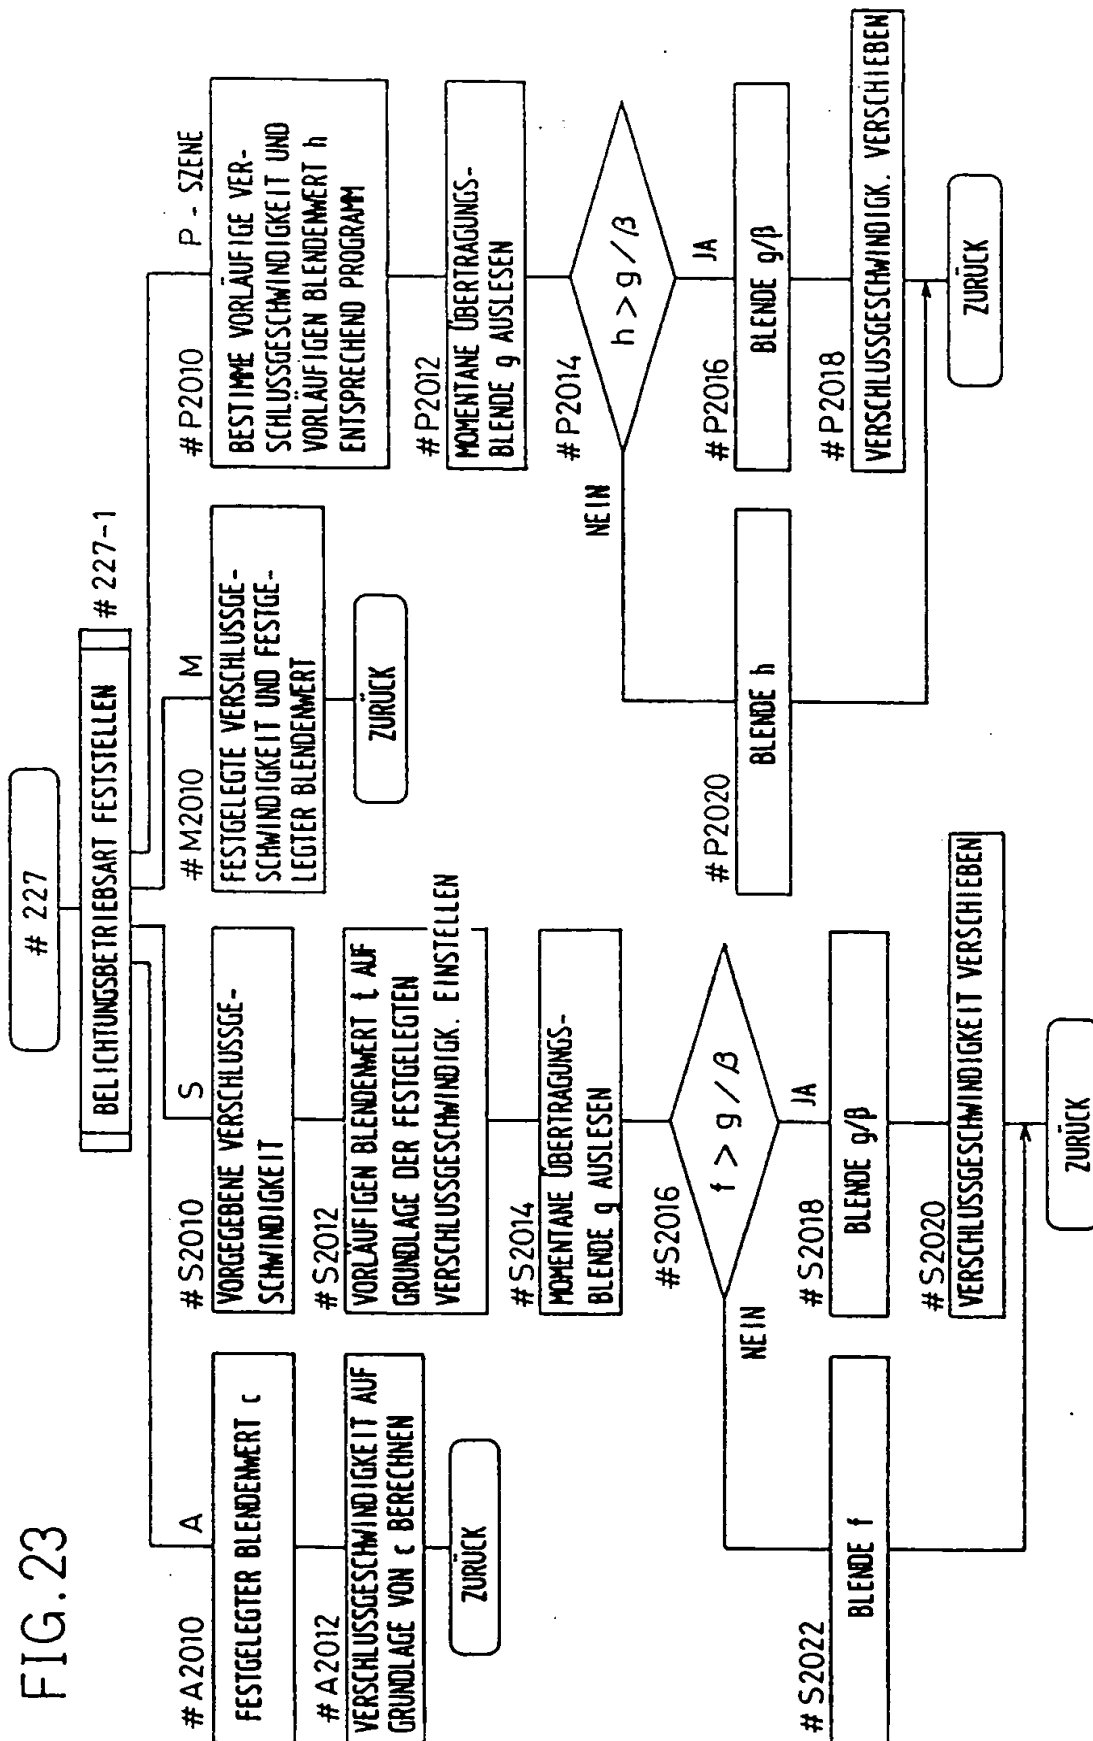 FIG. 23
# 227
BELICHTUNGSBETRIEBSART FESTSTELLEN
# 227-1
A
#A2010
FESTGELEGTER BLENDENWERT c
#A2012
VERSCHLUSSGESCHWINDIGKEIT AUF
GRUNDLAGE VON c BERECHNEN
ZURÜCK
S
#S2010
VORGEGEBENE VERSCHLUSSGE-
SCHWINDIGKEIT
#S2012
VORLÄUFIGEN BLENDENWERT f AUF
GRUNDLAGE DER FESTGELEGTEN
VERSCHLUSSGESCHWINDIGK. EINSTELLEN
#S2014
MOMENTANE ÜBERTRAGUNGS-
BLENDE g AUSLESEN
#S2016
f > g / β
NEIN
JA
#S2018
BLENDE g/β
#S2020
VERSCHLUSSGESCHWINDIGKEIT VERSCHIEBEN
#S2022
BLENDE f
ZURÜCK
M
#M2010
FESTGELEGTE VERSCHLUSSGE-
SCHWINDIGKEIT UND FESTGE-
LEGTER BLENDENWERT
ZURÜCK
P - SZENE
#P2010
BESTIMME VORLÄUFIGE VER-
SCHLUSSGESCHWINDIGKEIT UND
VORLÄUFIGEN BLENDENWERT h
ENTSPRECHEND PROGRAMM
#P2012
MOMENTANE ÜBERTRAGUNGS-
BLENDE g AUSLESEN
#P2014
h > g / β
NEIN
JA
#P2016
BLENDE g/β
#P2018
VERSCHLUSSGESCHWINDIGK. VERSCHIEBEN
#P2020
BLENDE h
ZURÜCK